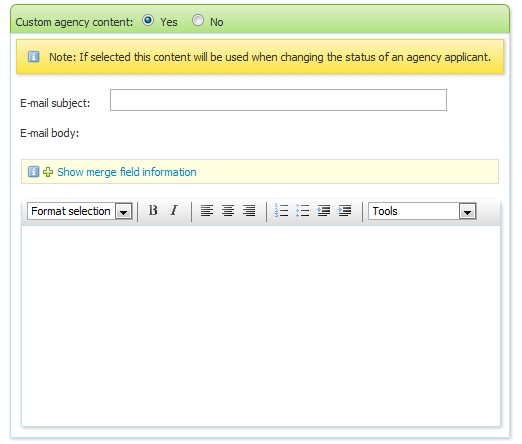 Custom agency content: Yes No
Note: If selected this content will be used when changing the status of an agency applicant.
E-mail subject:
E-mail body:
Show merge field information
Format selection B I Tools